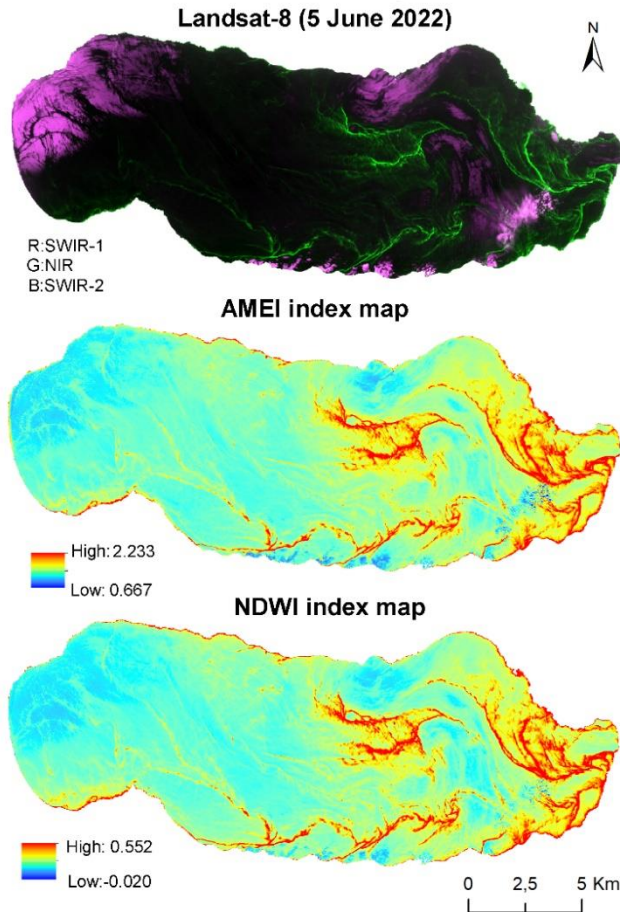 Landsat-8 (5 June 2022)
N
R:SWIR-1
G:NIR
B:SWIR-2
AMEI index map
High: 2.233
Low: 0.667
NDWI index map
High: 0.552
Low:-0.020
0 2,5 5 Km